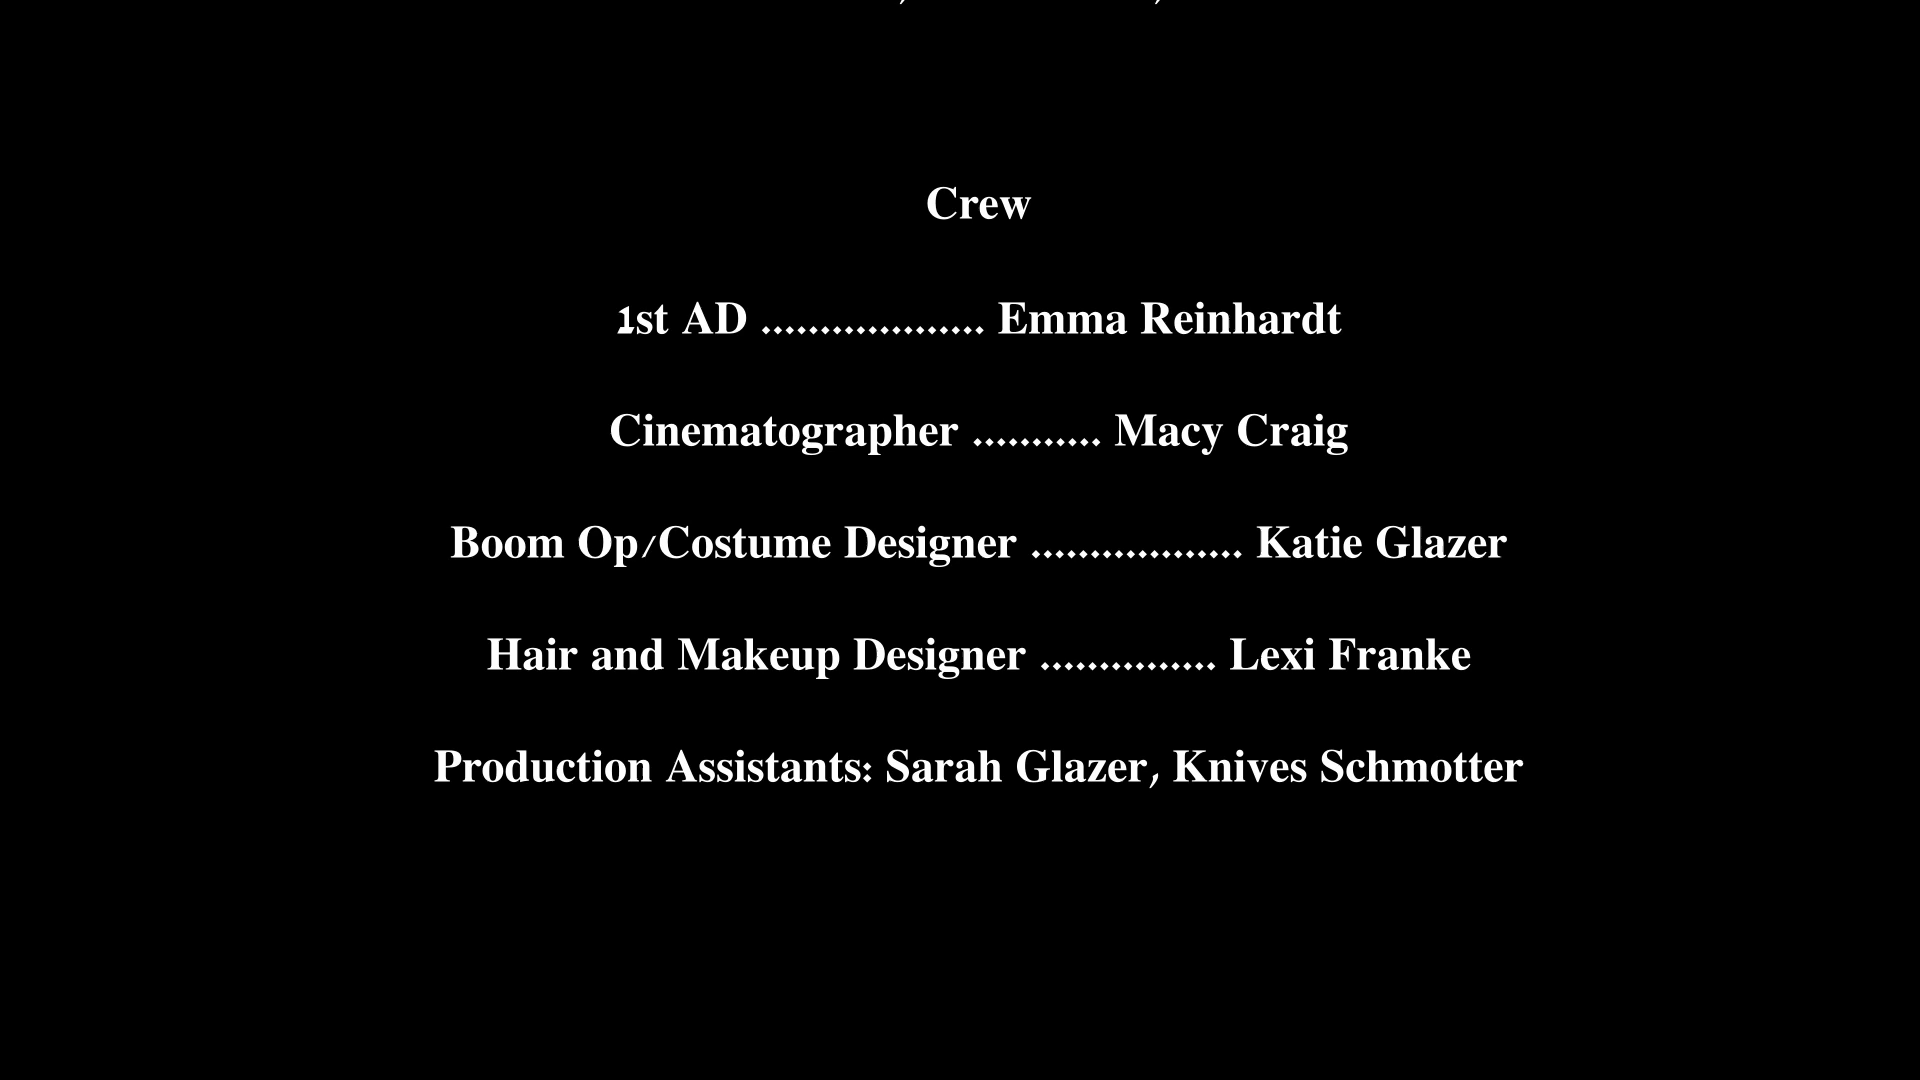 Crew
1st AD ................... Emma Reinhardt
Cinematographer ........... Macy Craig
Boom Op/Costume Designer .................. Katie Glazer
Hair and Makeup Designer ............... Lexi Franke
Production Assistants: Sarah Glazer, Knives Schmotter